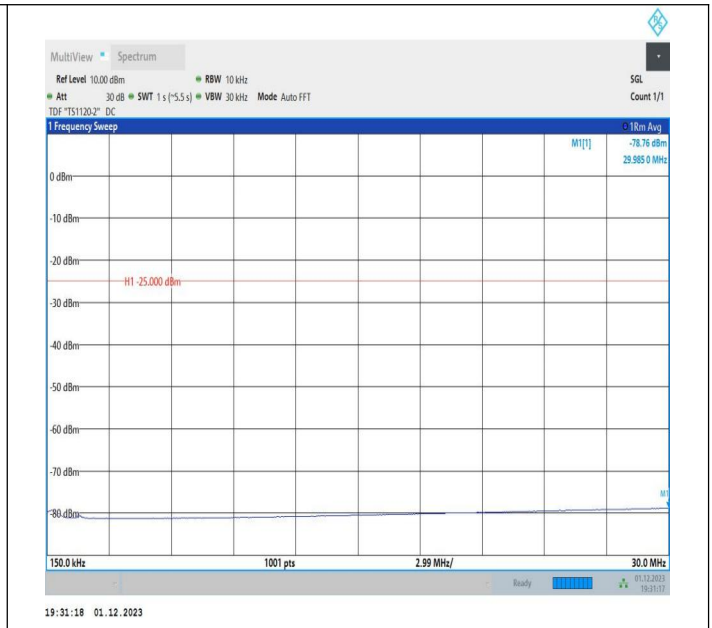 MultiView Spectrum
Ref Level 10.00 dBm RBW 10 kHz SGL
Att 30 dB SWT 1 s (~5.5 s) VBW 30 kHz Mode Auto FFT Count 1/1
TDF "TS1120-2" DC
1 Frequency Sweep 1Rm Avg
M1[1] -78.76 dBm
29.985 0 MHz
0 dBm
-10 dBm
-20 dBm
H1 -25.000 dBm
-30 dBm
-40 dBm
-50 dBm
-60 dBm
-70 dBm
M1
-80 dBm
150.0 kHz 1001 pts 2.99 MHz/ 30.0 MHz
Ready 01.12.2023
19:31:17
19:31:18 01.12.2023